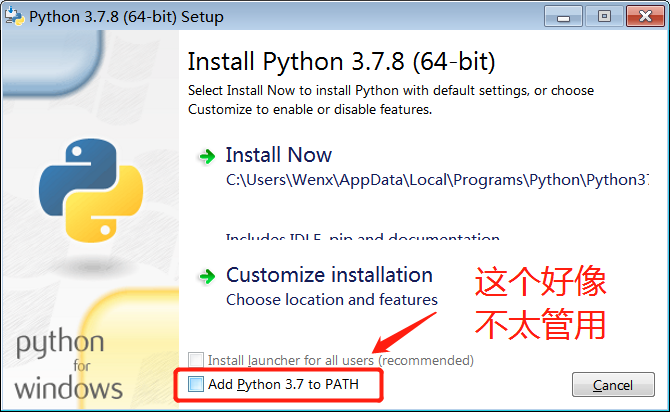 Python 3.7.8 (64-bit) Setup
Install Python 3.7.8 (64-bit)
Select Install Now to install Python with default settings, or choose
Customize to enable or disable features.
Install Now
C:\Users\Wenx\AppData\Local\Programs\Python\Python37
Includes IDLE, pip and documentation
Customize installation
Choose location and features
这个好像
不太管用
Install launcher for all users (recommended)
Add Python 3.7 to PATH
Cancel
python
for
windows